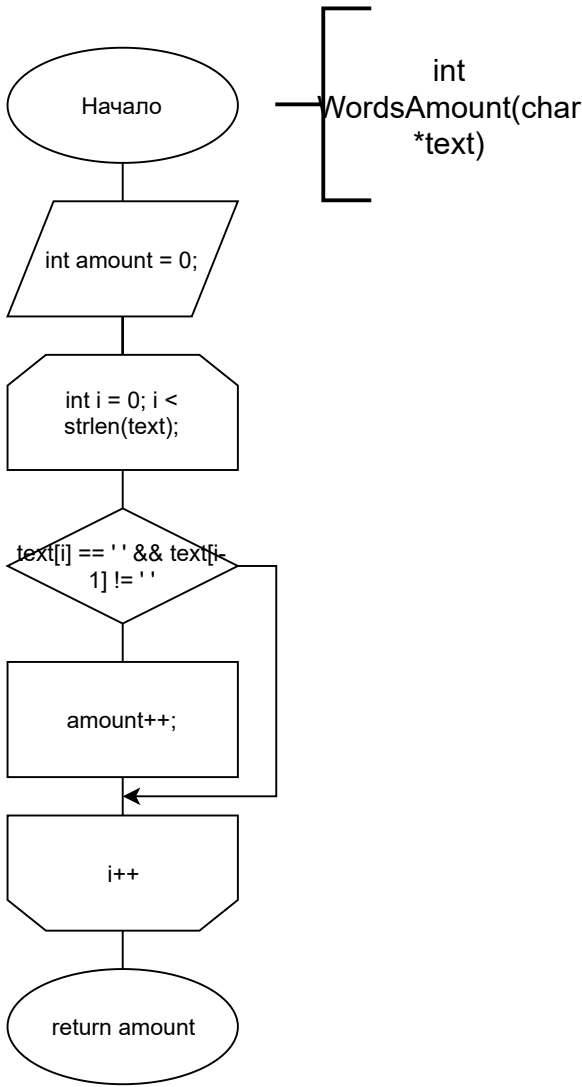 Начало
int
WordsAmount(char
*text)
int amount = 0;
int i = 0; i <
strlen(text);
text[i] == ' ' && text[i-
1] != ' '
amount++;
i++
return amount